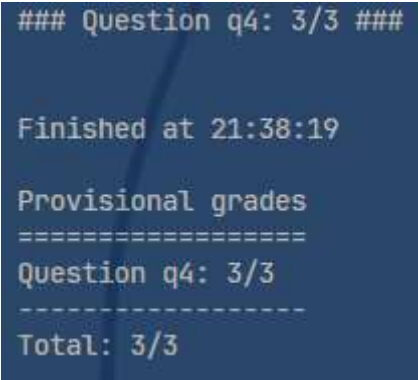 ### Question q4: 3/3 ###
Finished at 21:38:19
Provisional grades
==================
Question q4: 3/3
------------------
Total: 3/3